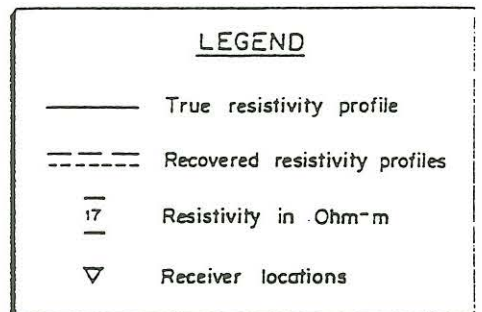 LEGEND
True resistivity profile
Recovered resistivity profiles
17 Resistivity in Ohm-m
Receiver locations